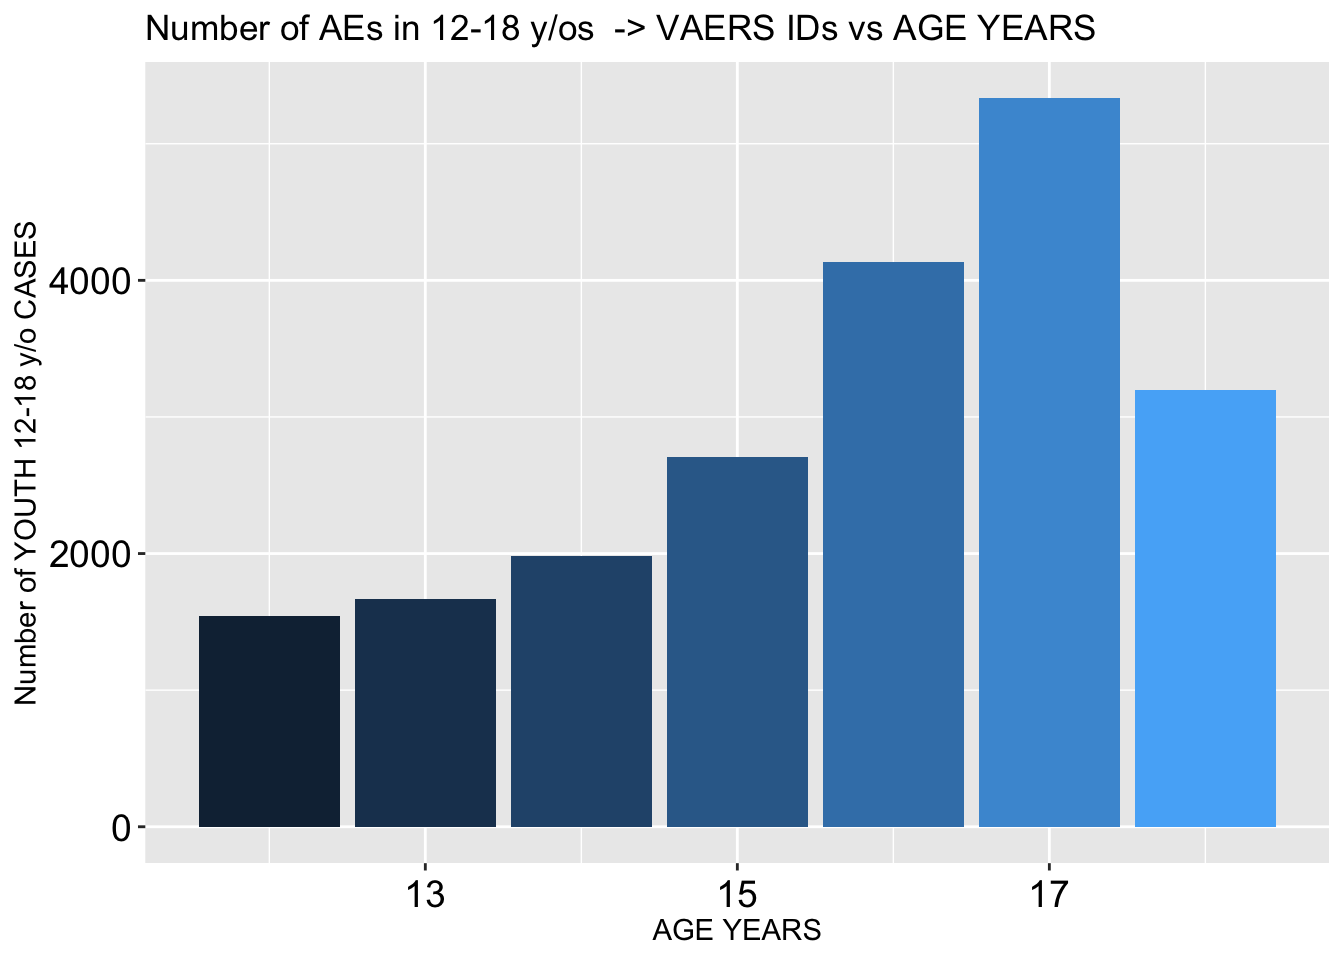 Number of AEs in 12-18 y/os  -> VAERS IDs vs AGE YEARS
Number of YOUTH 12-18 y/o CASES
4000
2000
0
13
15
17
AGE YEARS